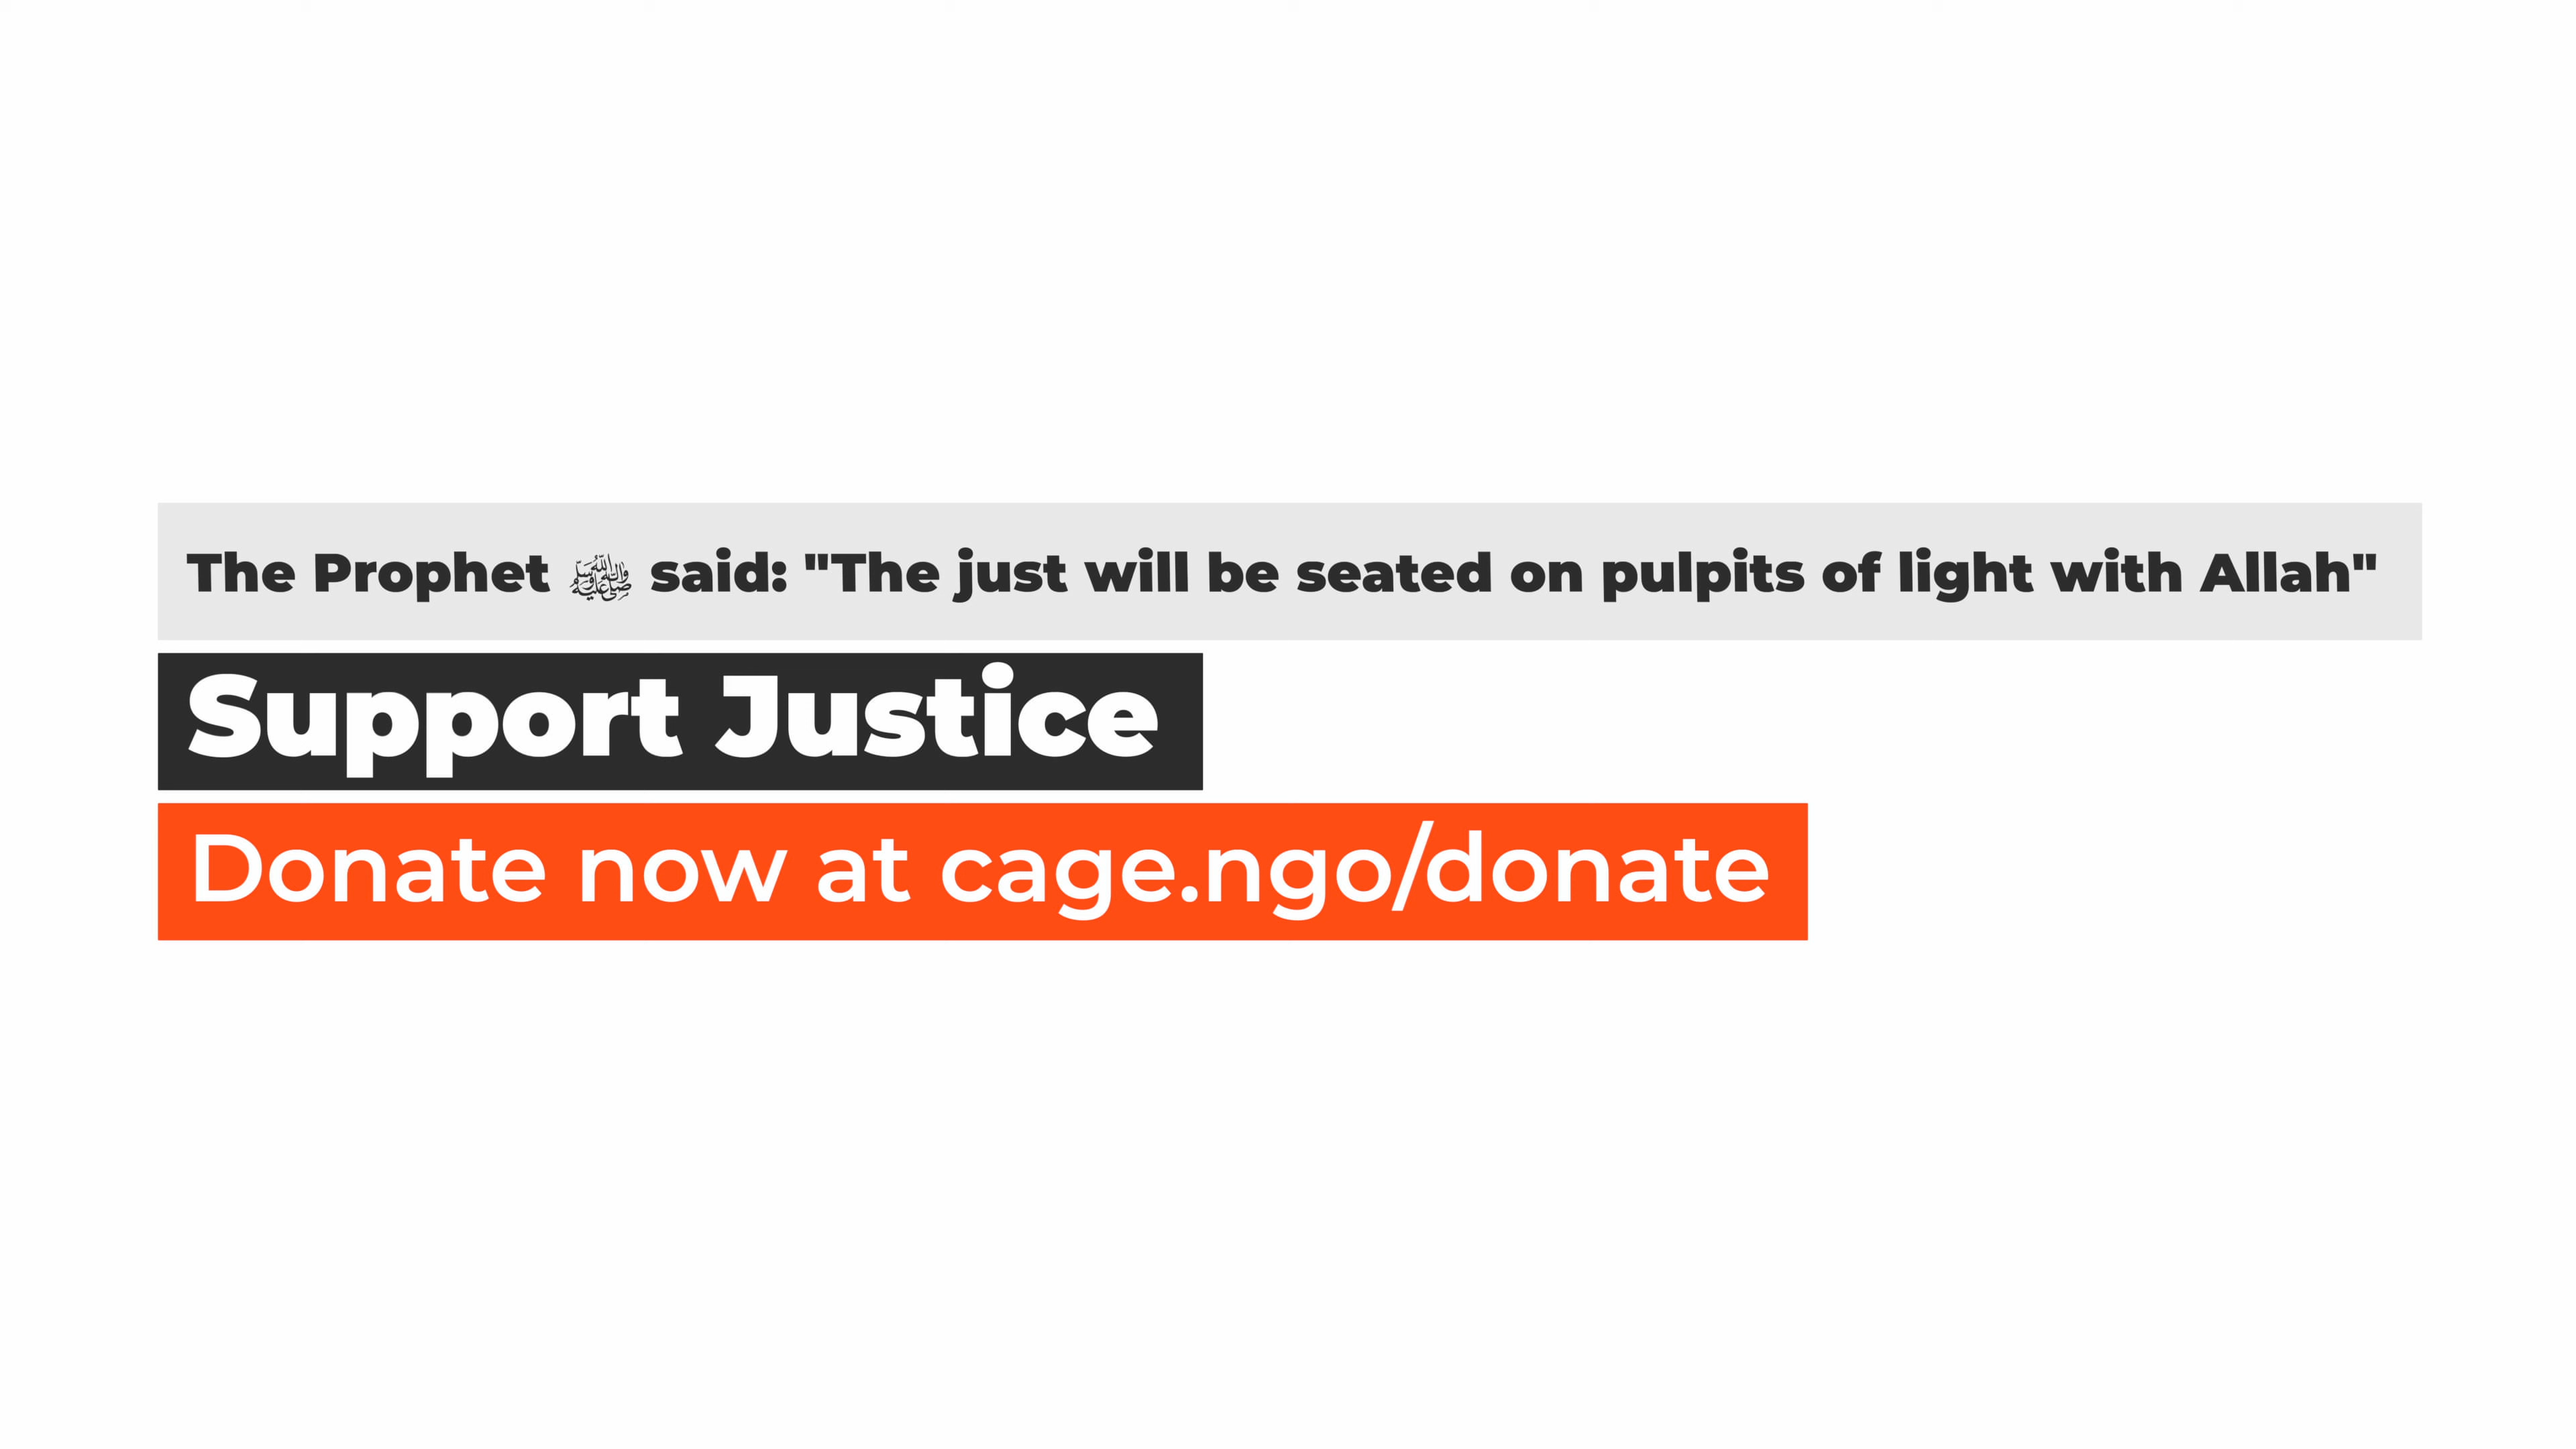 The Prophet ﷺ said: "The just will be seated on pulpits of light with Allah"
Support Justice
Donate now at cage.ngo/donate